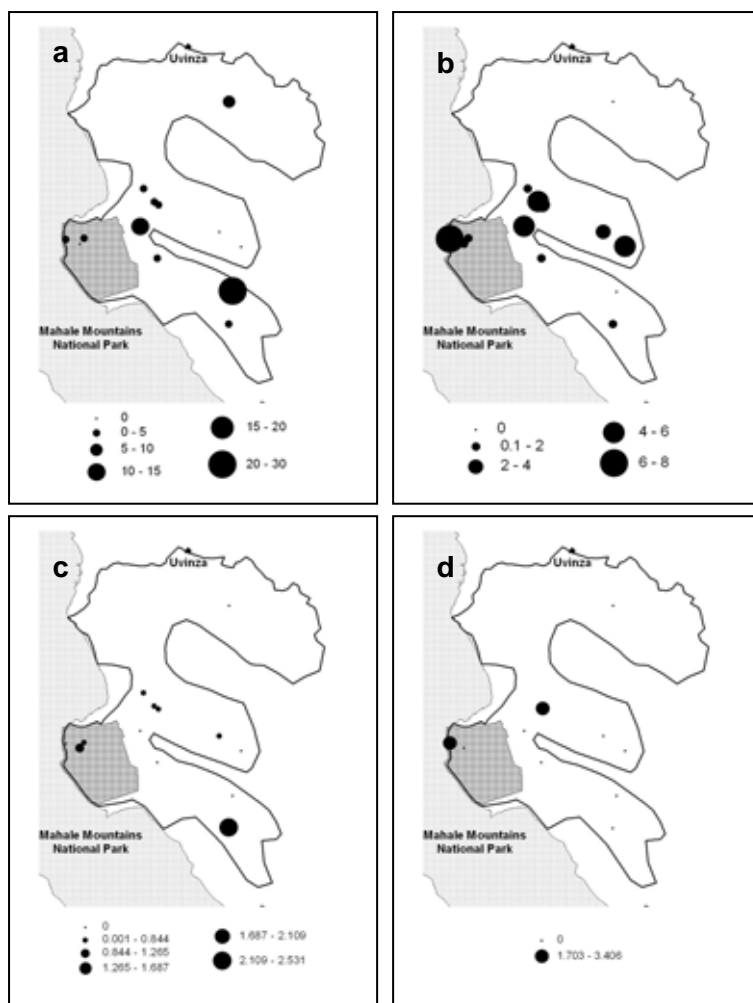 a
Uvinza
Mahale Mountains
National Park
0
0 - 5
5 - 10
10 - 15
15 - 20
20 - 30
b
Uvinza
Mahale Mountains
National Park
0
0.1 - 2
2 - 4
4 - 6
6 - 8
c
Uvinza
Mahale Mountains
National Park
0
0.001 - 0.844
0.844 - 1.265
1.265 - 1.687
1.687 - 2.109
2.109 - 2.531
d
Uvinza
Mahale Mountains
National Park
0
1.703 - 3.406